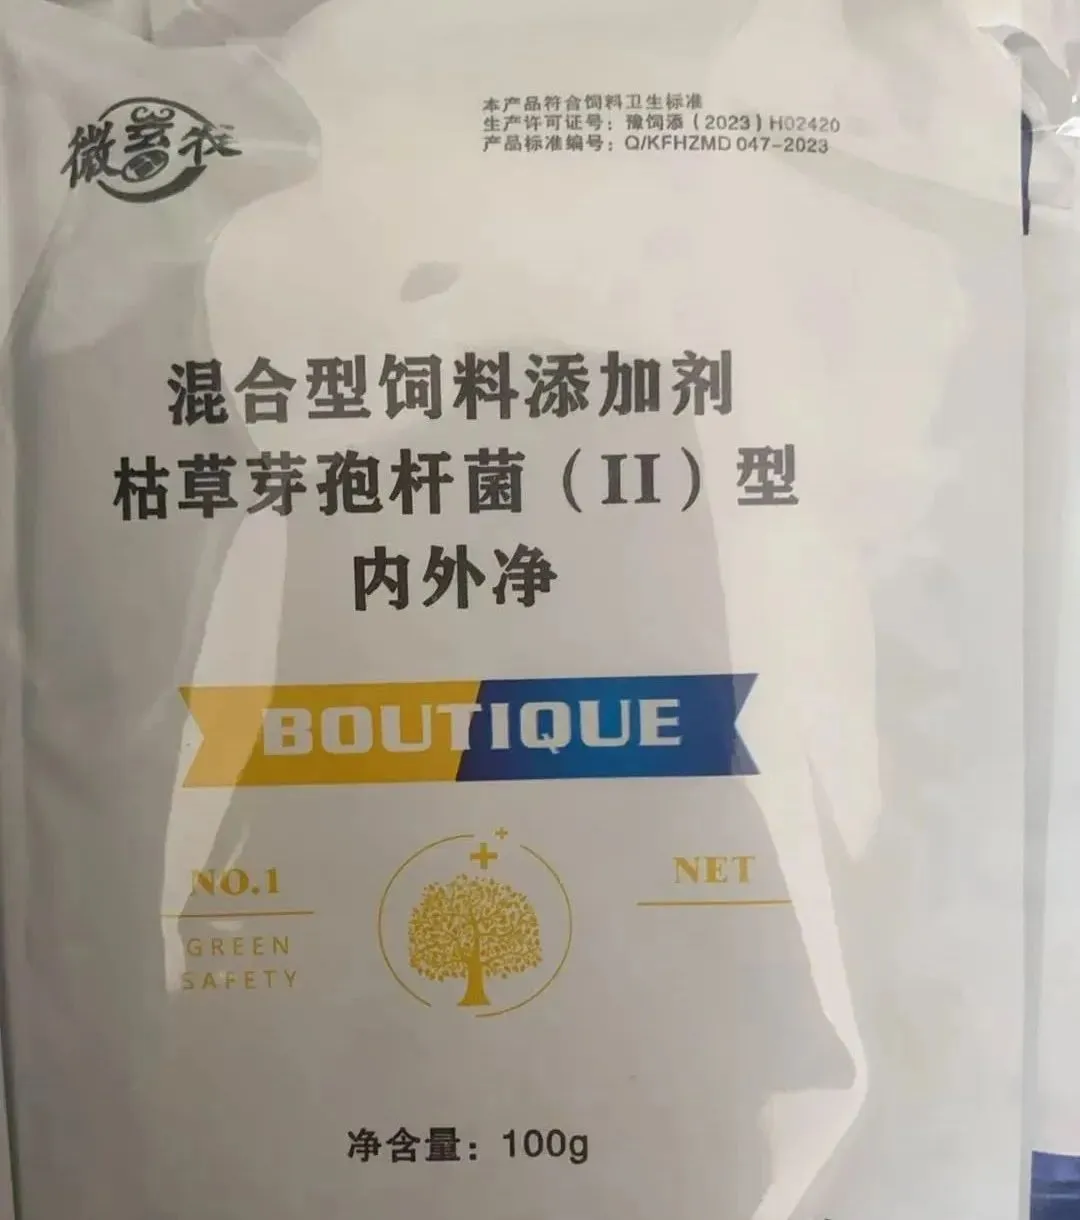 本产品符合饲料卫生标准
生产许可证号：豫饲添（2023）H02420
产品标准编号：Q/KFHZMD 047-2023
混合型饲料添加剂
枯草芽孢杆菌（II）型
内外净
BOUTIQUE
NO.1
NET
GREEN
SAFETY
净含量：100g